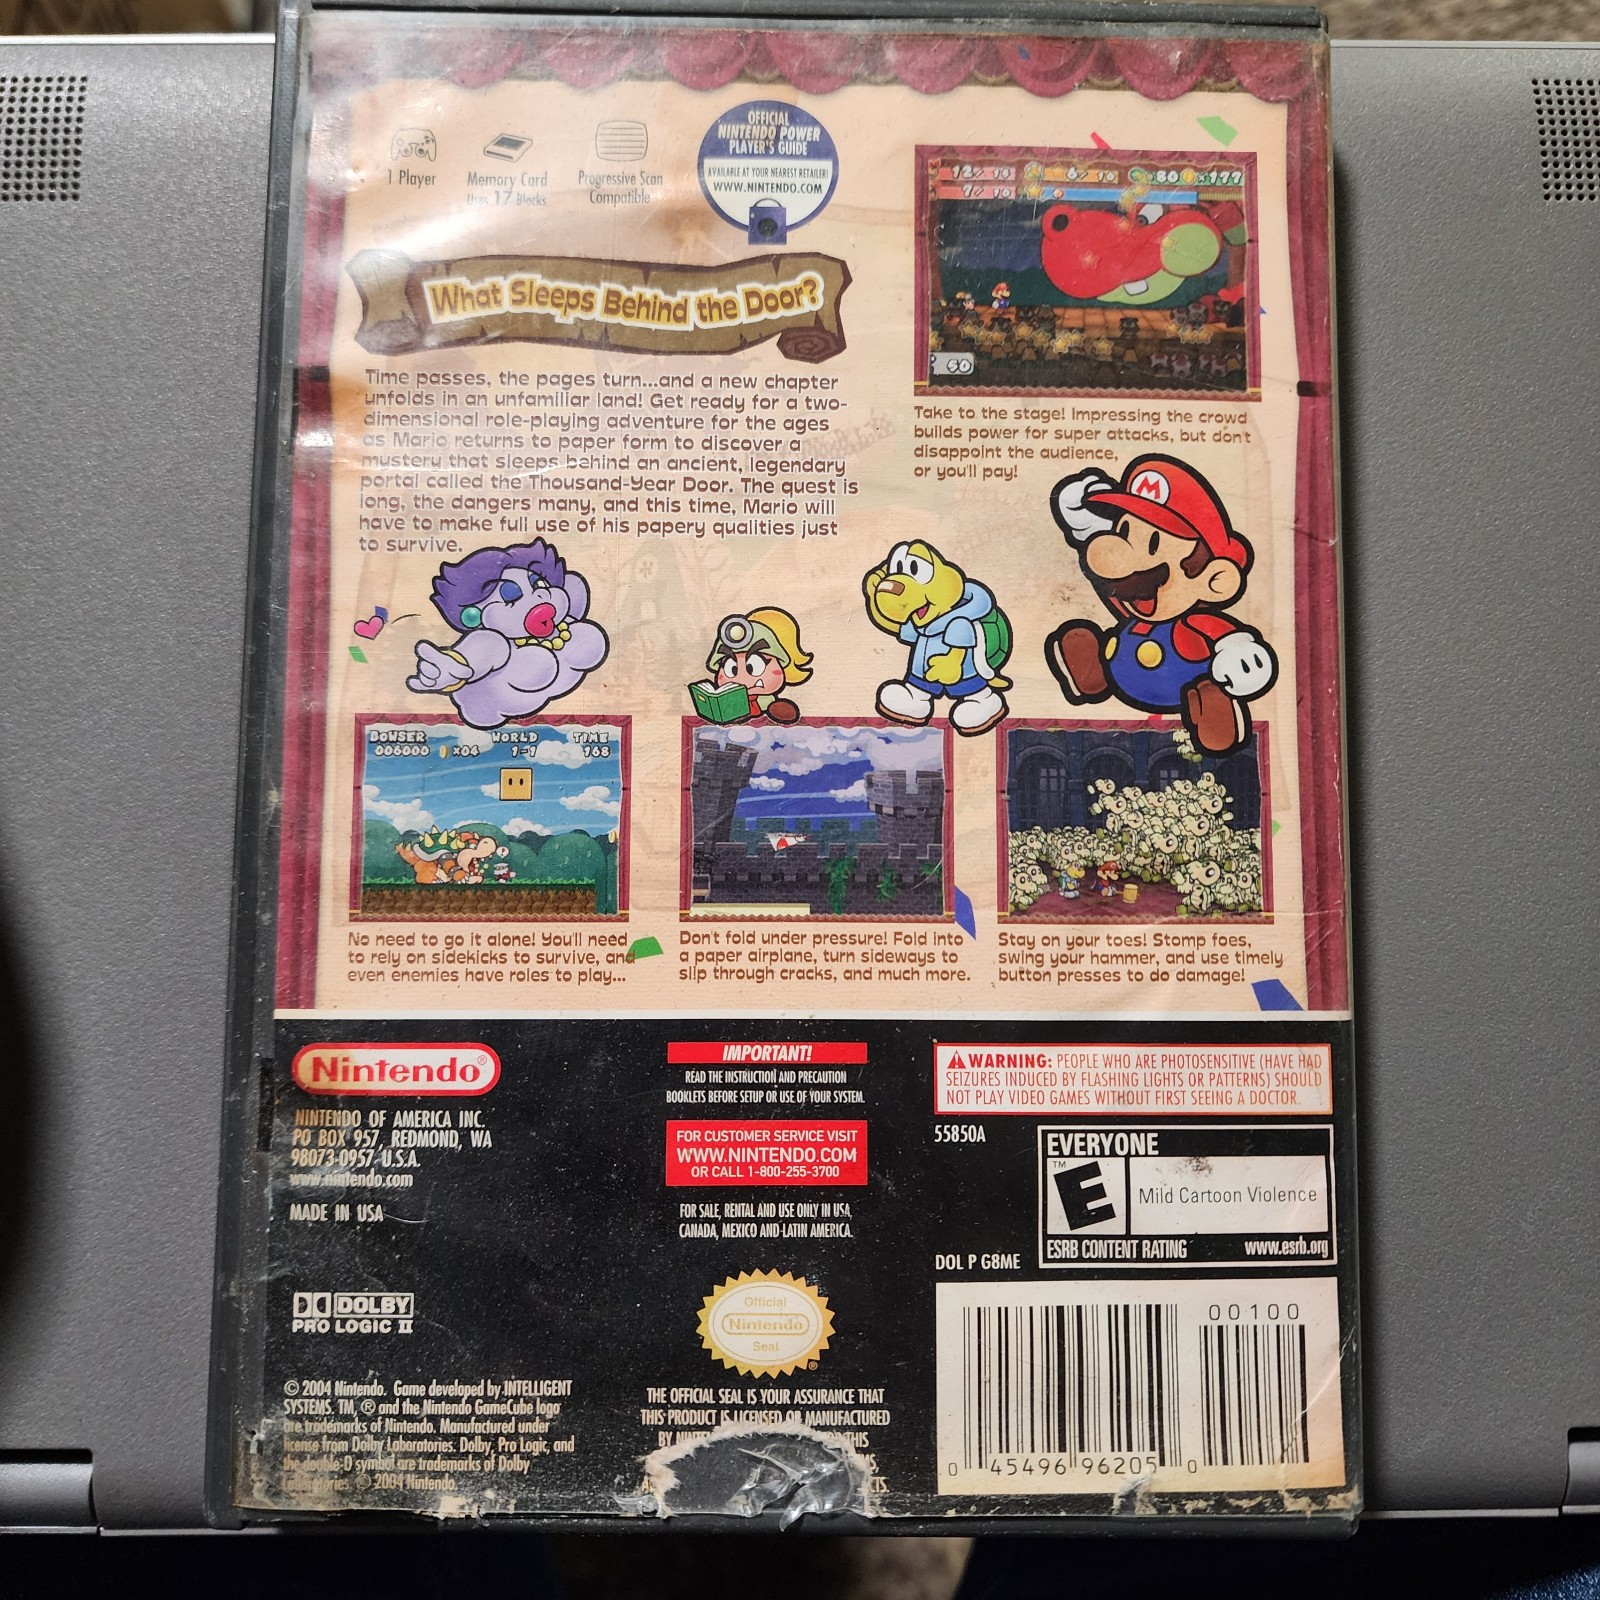 OFFICIAL
NINTENDO POWER
PLAYER'S GUIDE
AVAILABLE AT YOUR NEAREST RETAILER!
WWW.NINTENDO.COM
1 Player
Memory Card
Uses 17 Blocks
Progressive Scan
Compatible
What Sleeps Behind the Door?
Time passes, the pages turn...and a new chapter
unfolds in an unfamiliar land! Get ready for a two-
dimensional role-playing adventure for the ages
as Mario returns to paper form to discover a
mystery that sleeps behind an ancient, legendary
portal called the Thousand-Year Door. The quest is
long, the dangers many, and this time, Mario will
have to make full use of his papery qualities just
to survive.
12/10 6/10 80 x177
7/10
50
Take to the stage! Impressing the crowd
builds power for super attacks, but don't
disappoint the audience,
or you'll pay!
M
BOWSER WORLD TIME
006000 x04 1-1 168
No need to go it alone! You'll need
to rely on sidekicks to survive, and
even enemies have roles to play...
Don't fold under pressure! Fold into
a paper airplane, turn sideways to
slip through cracks, and much more.
Stay on your toes! Stomp foes,
swing your hammer, and use timely
button presses to do damage!
Nintendo®
NINTENDO OF AMERICA INC.
PO BOX 957, REDMOND, WA
98073-0957 U.S.A.
www.nintendo.com
MADE IN USA
DOLBY
PRO LOGIC II
© 2004 Nintendo. Game developed by INTELLIGENT
SYSTEMS. TM, ® and the Nintendo GameCube logo
are trademarks of Nintendo. Manufactured under
license from Dolby Laboratories. Dolby, Pro Logic, and
the double-D symbol are trademarks of Dolby
Laboratories. © 2004 Nintendo.
IMPORTANT!
READ THE INSTRUCTION AND PRECAUTION
BOOKLETS BEFORE SETUP OR USE OF YOUR SYSTEM.
FOR CUSTOMER SERVICE VISIT
WWW.NINTENDO.COM
OR CALL 1-800-255-3700
FOR SALE, RENTAL AND USE ONLY IN USA,
CANADA, MEXICO AND LATIN AMERICA.
Official
Nintendo
Seal
®
THE OFFICIAL SEAL IS YOUR ASSURANCE THAT
THIS PRODUCT IS LICENSED OR MANUFACTURED
BY THIS
WARNING: PEOPLE WHO ARE PHOTOSENSITIVE (HAVE HAD
SEIZURES INDUCED BY FLASHING LIGHTS OR PATTERNS) SHOULD
NOT PLAY VIDEO GAMES WITHOUT FIRST SEEING A DOCTOR.
55850A
EVERYONE
™
E
Mild Cartoon Violence
ESRB CONTENT RATING www.esrb.org
DOL P G8ME
00100
0 45496 96205 0